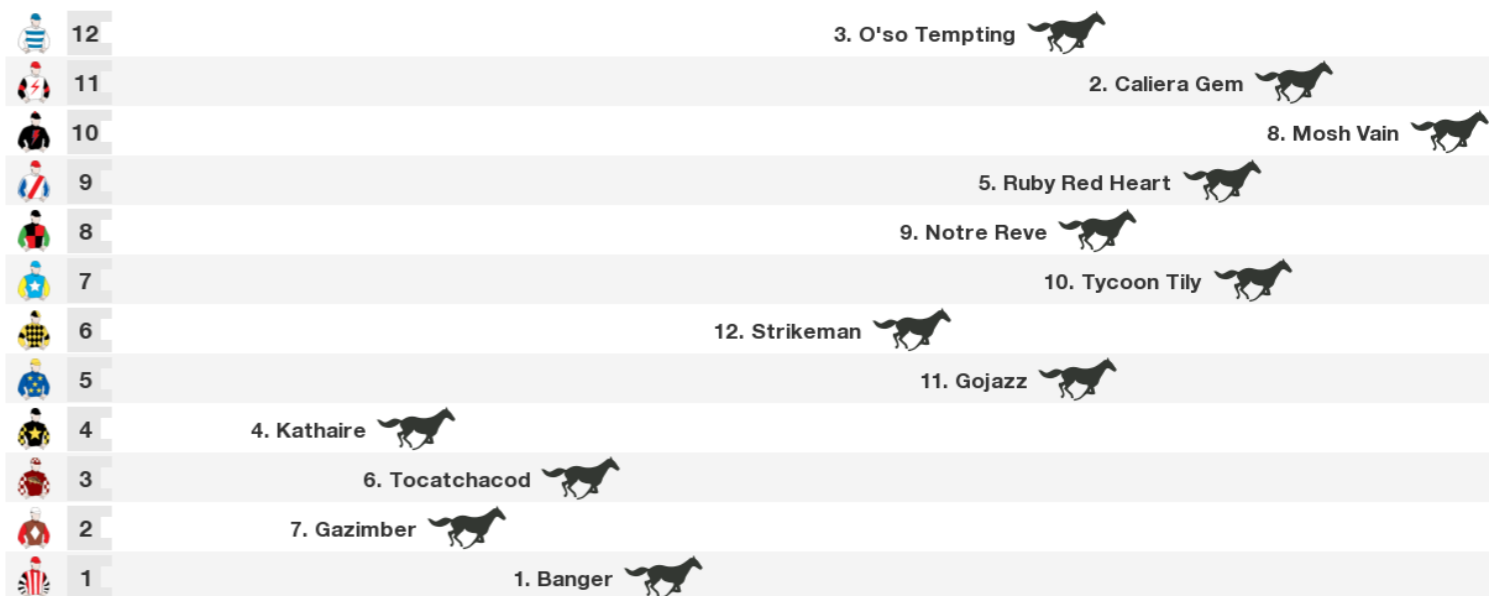 12 3. O'so Tempting
11 2. Caliera Gem
10 8. Mosh Vain
9 5. Ruby Red Heart
8 9. Notre Reve
7 10. Tycoon Tily
6 12. Strikeman
5 11. Gojazz
4 4. Kathaire
3 6. Tocatchacod
2 7. Gazimber
1 1. Banger